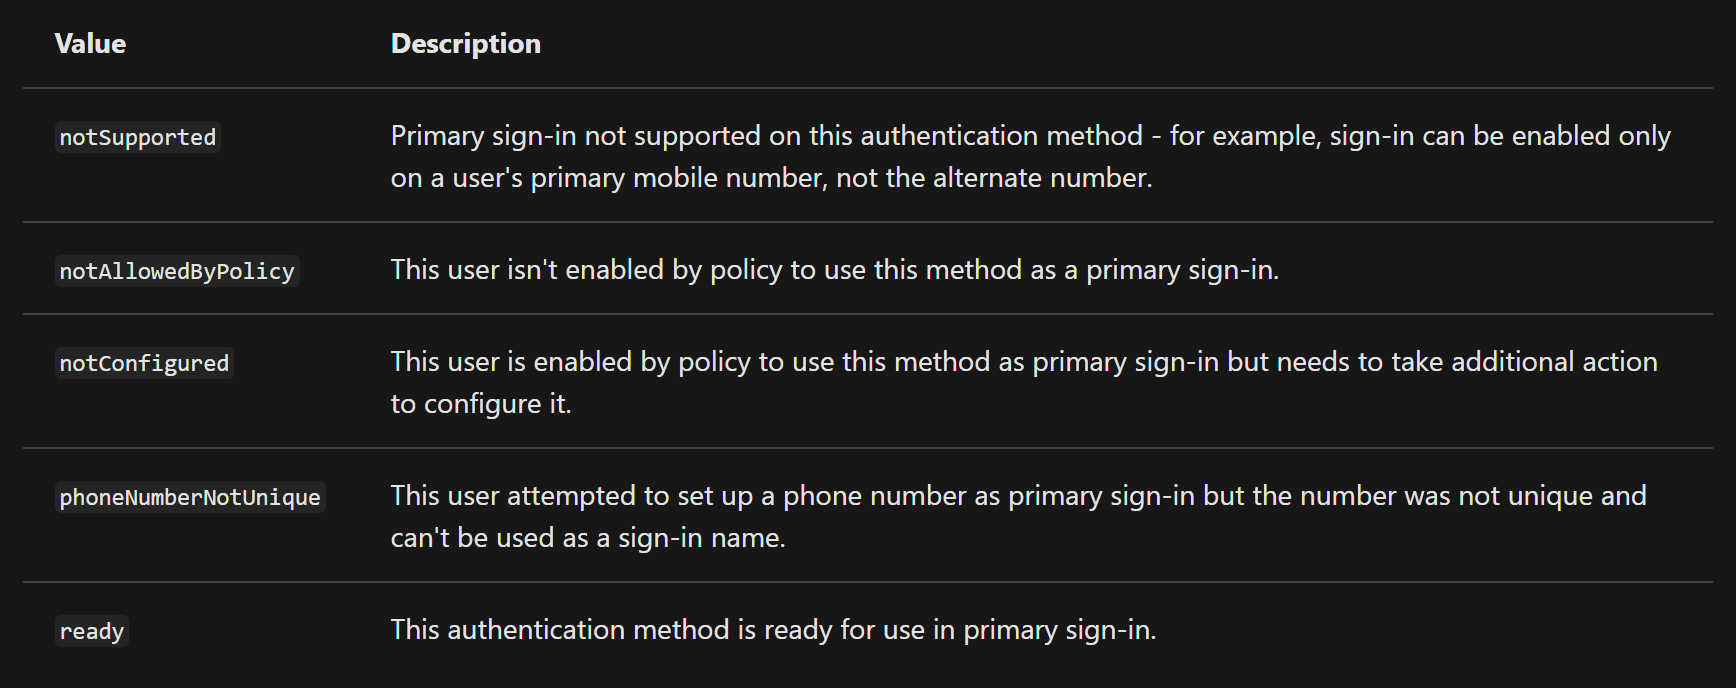 Value Description
notSupported Primary sign-in not supported on this authentication method - for example, sign-in can be enabled only
on a user's primary mobile number, not the alternate number.
notAllowedByPolicy This user isn't enabled by policy to use this method as a primary sign-in.
notConfigured This user is enabled by policy to use this method as primary sign-in but needs to take additional action
to configure it.
phoneNumberNotUnique This user attempted to set up a phone number as primary sign-in but the number was not unique and
can't be used as a sign-in name.
ready This authentication method is ready for use in primary sign-in.